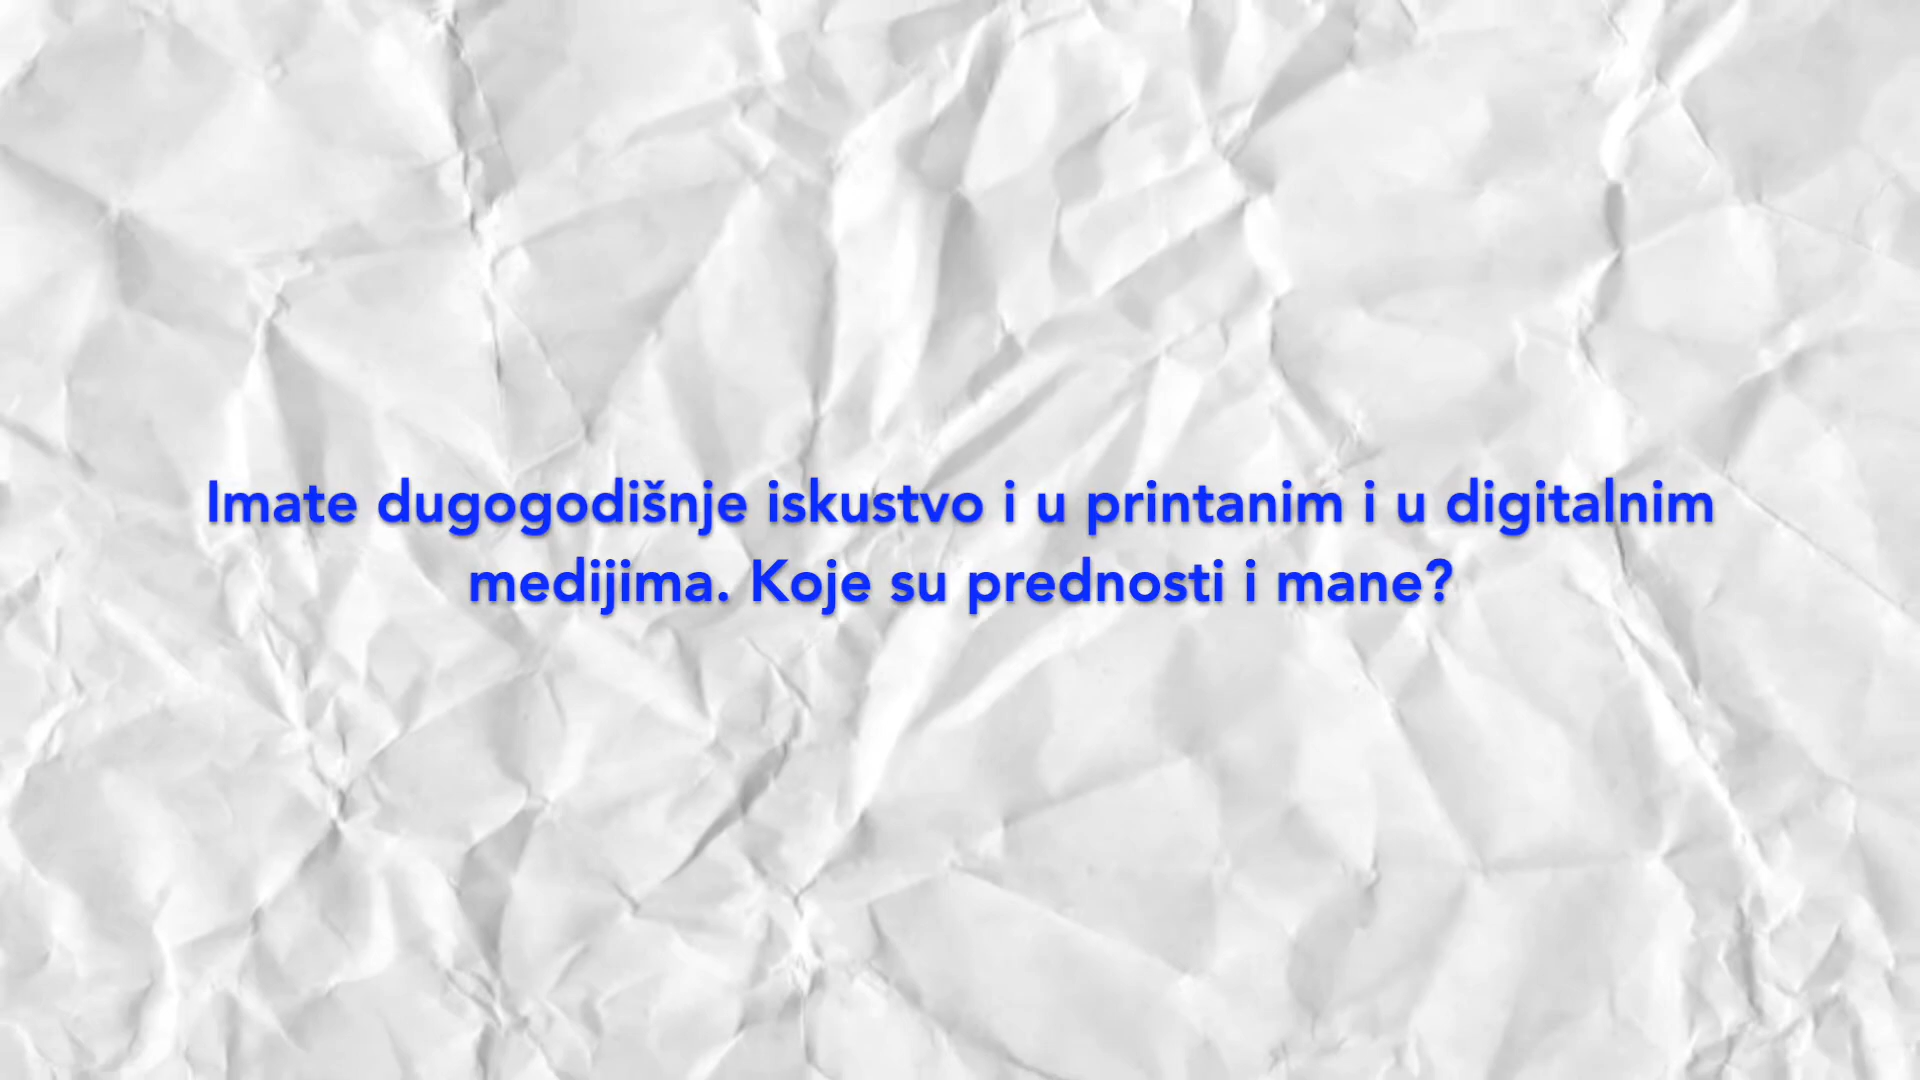 Imate dugogodišnje iskustvo i u printanim i u digitalnim
medijima. Koje su prednosti i mane?